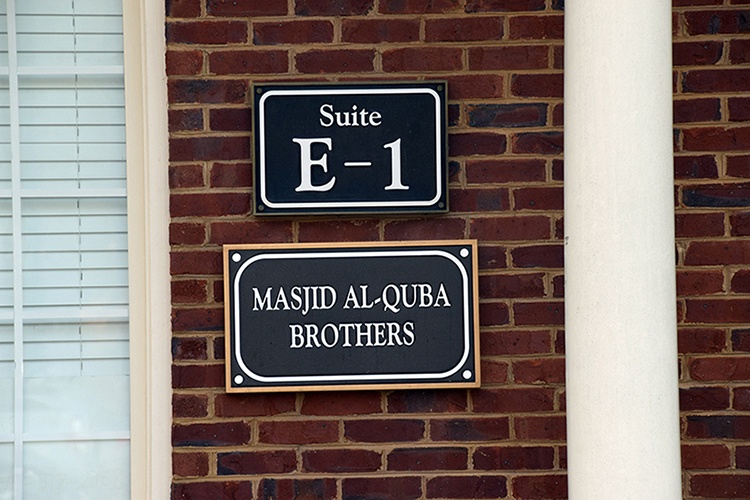 Suite
E-1
MASJID AL-QUBA
BROTHERS